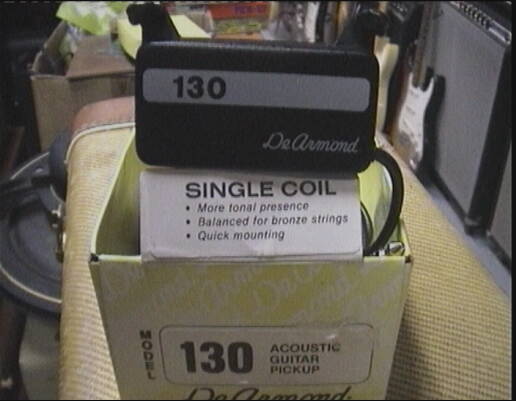 130
DeArmond
SINGLE COIL
• More tonal presence
• Balanced for bronze strings
• Quick mounting
MODEL
130
ACOUSTIC
GUITAR
PICKUP
DeArmond